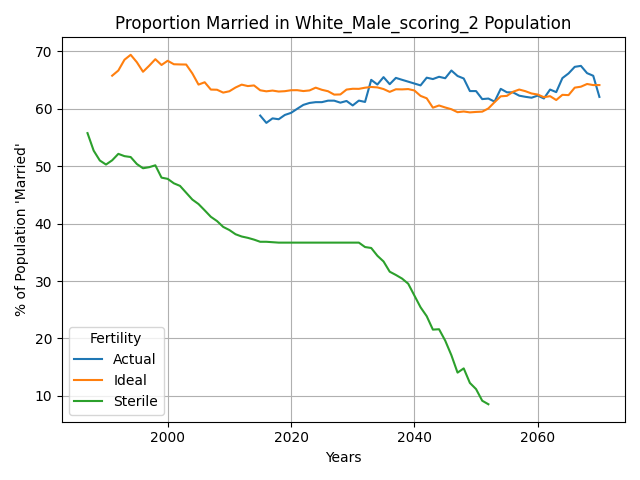 Proportion Married in White_Male_scoring_2 Population
% of Population 'Married'
70
60
50
40
30
20
10
Fertility
Actual
Ideal
Sterile
2000 2020 2040 2060
Years